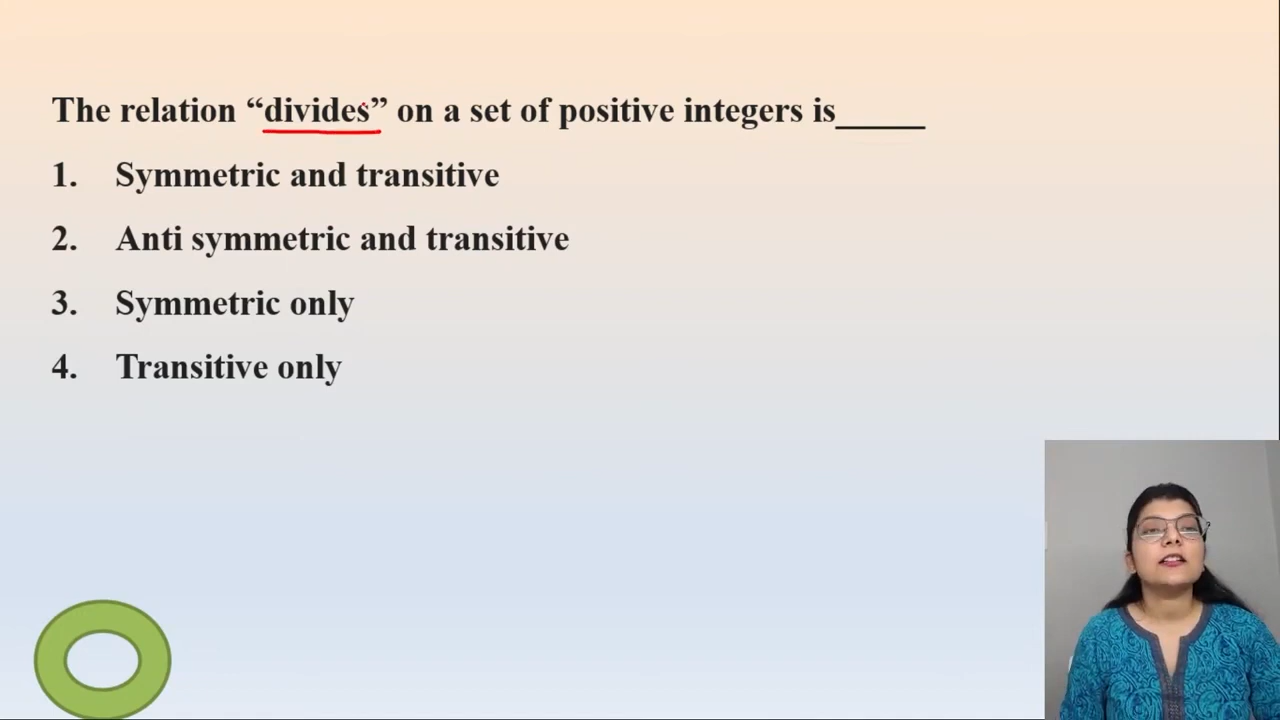 The relation “divides” on a set of positive integers is_____
1. Symmetric and transitive
2. Anti symmetric and transitive
3. Symmetric only
4. Transitive only